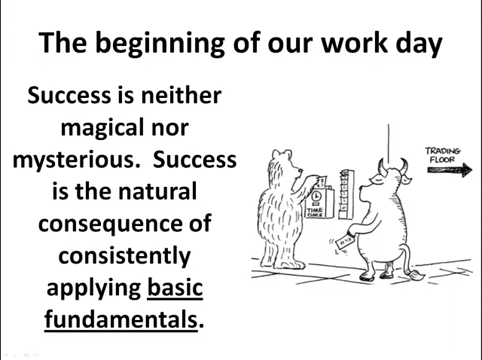 The beginning of our work day
Success is neither
magical nor
mysterious.  Success
is the natural
consequence of
consistently
applying basic
fundamentals.
TRADING
FLOOR
TIME
CLOCK